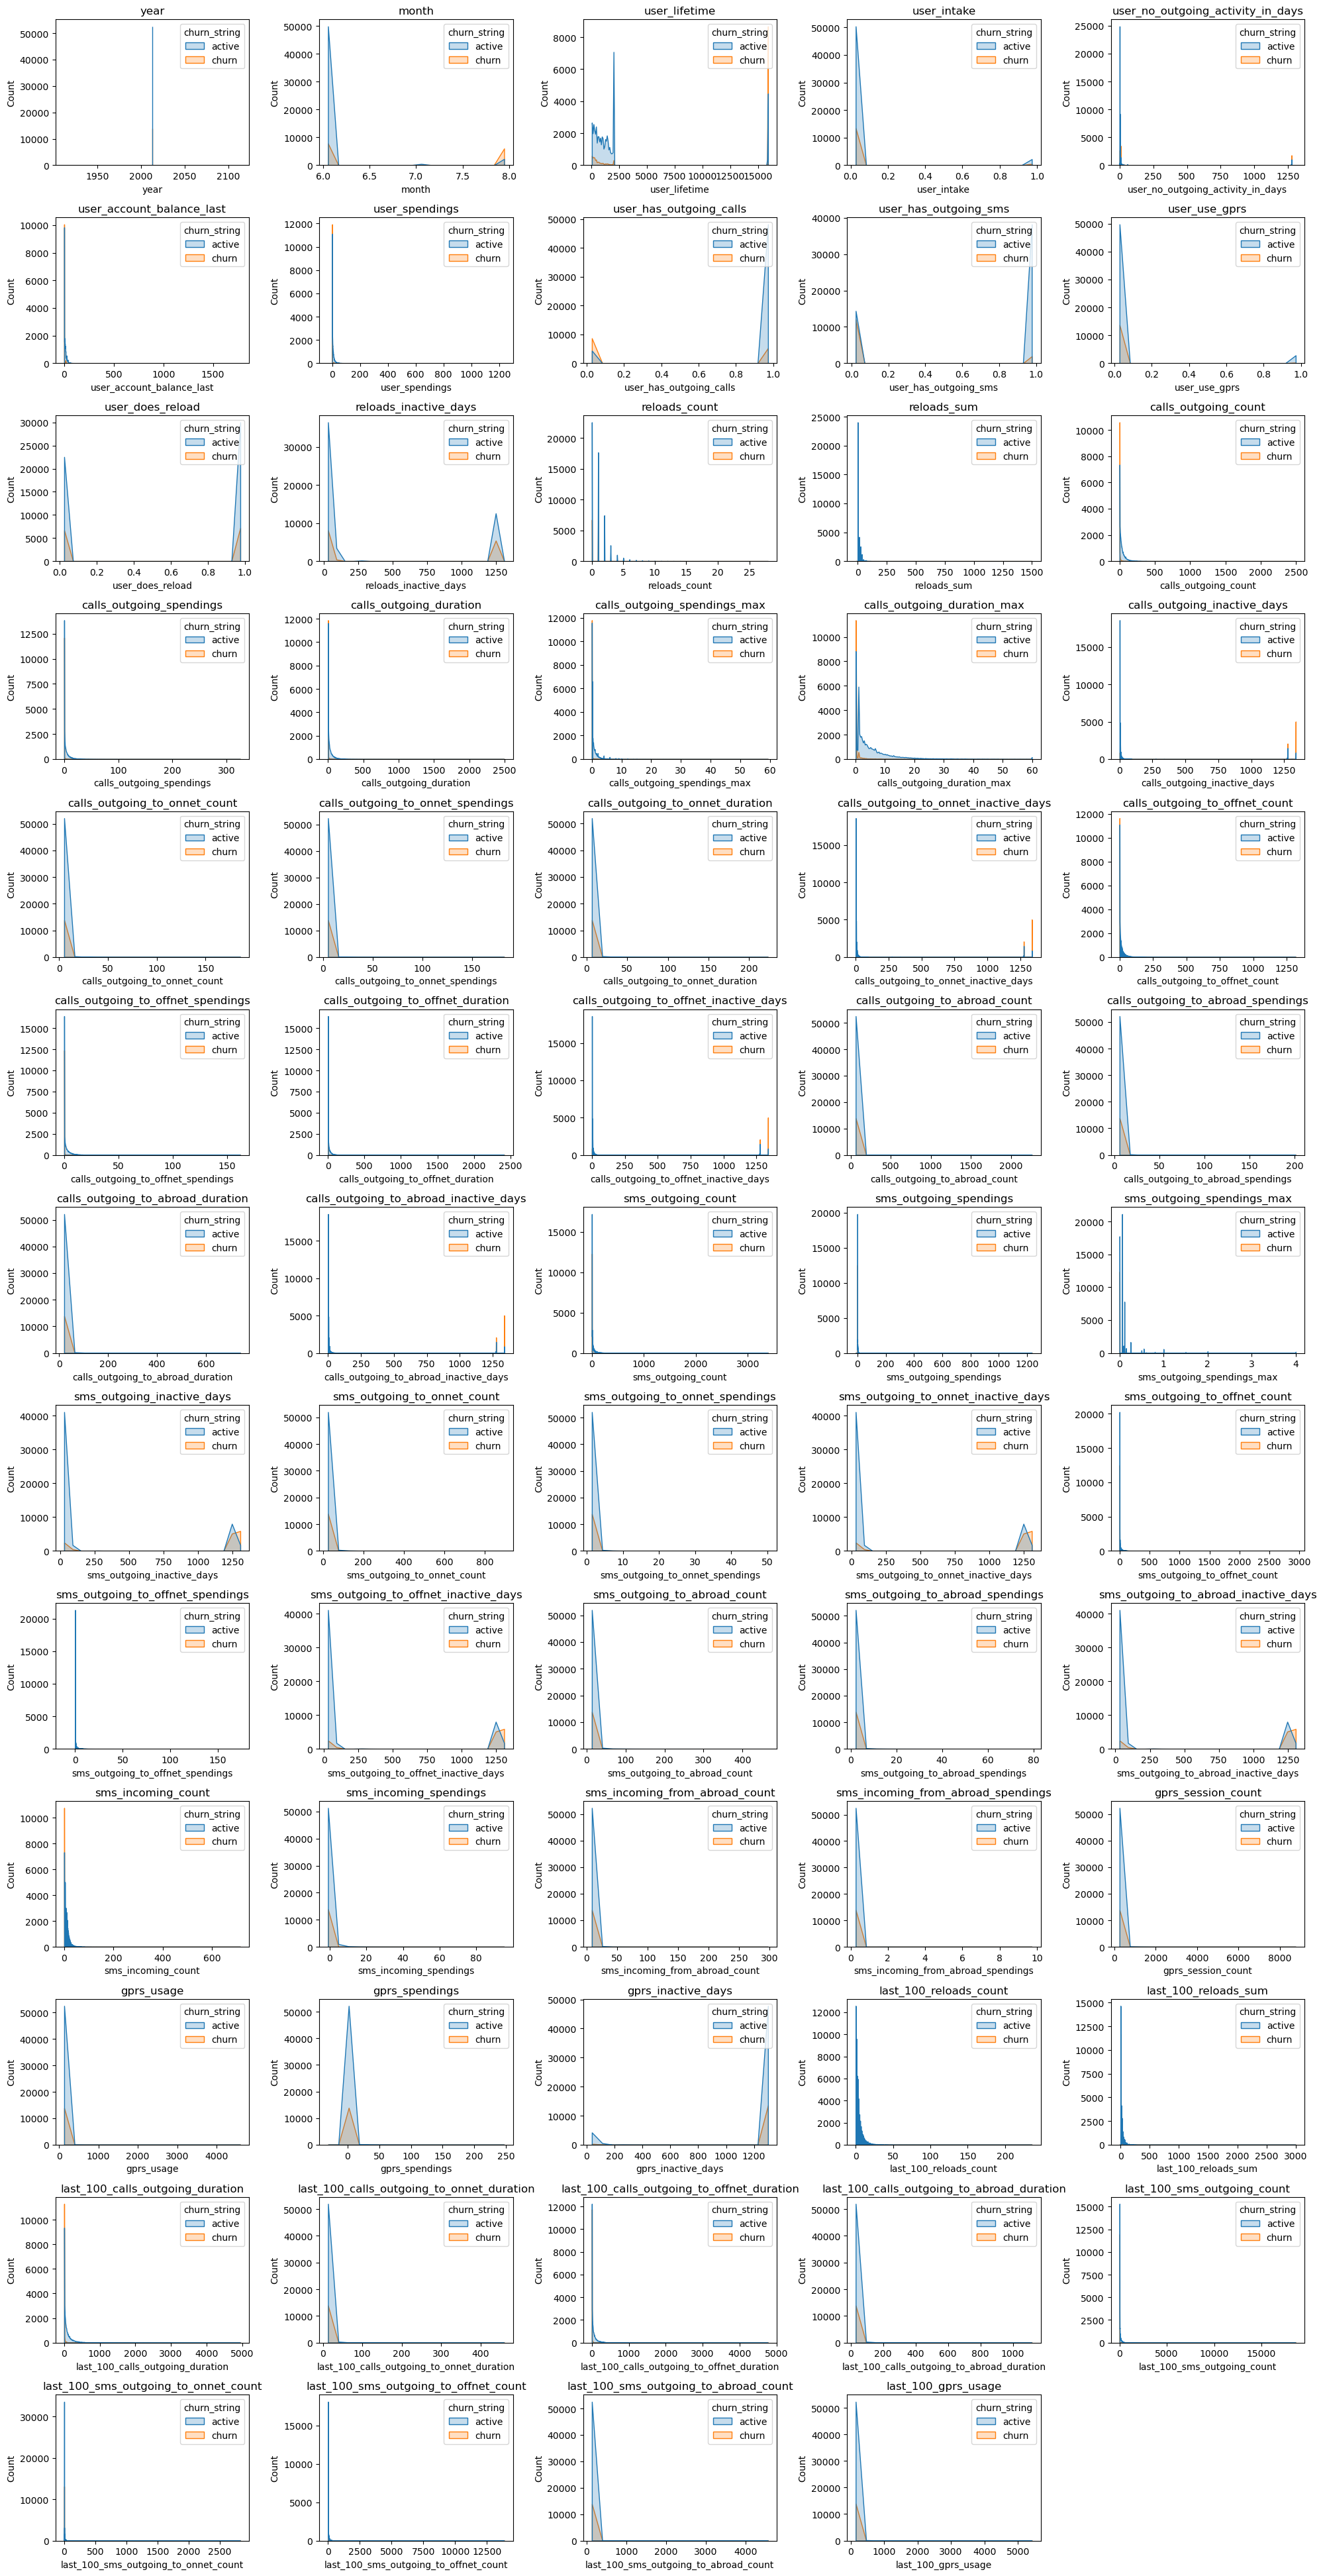 year
churn_string
active
churn
Count
50000
40000
30000
20000
10000
0
1950 2000 2050 2100
year
month
churn_string
active
churn
Count
50000
40000
30000
20000
10000
0
6.0 6.5 7.0 7.5 8.0
month
user_lifetime
churn_string
active
churn
Count
8000
6000
4000
2000
0
0 2500 5000 7500 10000 12500 15000
user_lifetime
user_intake
churn_string
active
churn
Count
50000
40000
30000
20000
10000
0
0.0 0.2 0.4 0.6 0.8 1.0
user_intake
user_no_outgoing_activity_in_days
churn_string
active
churn
Count
25000
20000
15000
10000
5000
0
0 250 500 750 1000 1250
user_no_outgoing_activity_in_days
user_account_balance_last
churn_string
active
churn
Count
10000
8000
6000
4000
2000
0
0 500 1000 1500
user_account_balance_last
user_spendings
churn_string
active
churn
Count
12000
10000
8000
6000
4000
2000
0
0 200 400 600 800 1000 1200
user_spendings
user_has_outgoing_calls
churn_string
active
churn
Count
50000
40000
30000
20000
10000
0
0.0 0.2 0.4 0.6 0.8 1.0
user_has_outgoing_calls
user_has_outgoing_sms
churn_string
active
churn
Count
40000
30000
20000
10000
0
0.0 0.2 0.4 0.6 0.8 1.0
user_has_outgoing_sms
user_use_gprs
churn_string
active
churn
Count
50000
40000
30000
20000
10000
0
0.0 0.2 0.4 0.6 0.8 1.0
user_use_gprs
user_does_reload
churn_string
active
churn
Count
30000
25000
20000
15000
10000
5000
0
0.0 0.2 0.4 0.6 0.8 1.0
user_does_reload
reloads_inactive_days
churn_string
active
churn
Count
30000
20000
10000
0
0 250 500 750 1000 1250
reloads_inactive_days
reloads_count
churn_string
active
churn
Count
20000
15000
10000
5000
0
0 5 10 15 20 25
reloads_count
reloads_sum
churn_string
active
churn
Count
25000
20000
15000
10000
5000
0
0 250 500 750 1000 1250 1500
reloads_sum
calls_outgoing_count
churn_string
active
churn
Count
10000
8000
6000
4000
2000
0
0 500 1000 1500 2000 2500
calls_outgoing_count
calls_outgoing_spendings
churn_string
active
churn
Count
12500
10000
7500
5000
2500
0
0 100 200 300
calls_outgoing_spendings
calls_outgoing_duration
churn_string
active
churn
Count
12000
10000
8000
6000
4000
2000
0
0 500 1000 1500 2000 2500
calls_outgoing_duration
calls_outgoing_spendings_max
churn_string
active
churn
Count
12000
10000
8000
6000
4000
2000
0
0 10 20 30 40 50 60
calls_outgoing_spendings_max
calls_outgoing_duration_max
churn_string
active
churn
Count
10000
8000
6000
4000
2000
0
0 10 20 30 40 50 60
calls_outgoing_duration_max
calls_outgoing_inactive_days
churn_string
active
churn
Count
15000
10000
5000
0
0 250 500 750 1000 1250
calls_outgoing_inactive_days
calls_outgoing_to_onnet_count
churn_string
active
churn
Count
50000
40000
30000
20000
10000
0
0 50 100 150
calls_outgoing_to_onnet_count
calls_outgoing_to_onnet_spendings
churn_string
active
churn
Count
50000
40000
30000
20000
10000
0
0 50 100 150
calls_outgoing_to_onnet_spendings
calls_outgoing_to_onnet_duration
churn_string
active
churn
Count
50000
40000
30000
20000
10000
0
0 50 100 150 200
calls_outgoing_to_onnet_duration
calls_outgoing_to_onnet_inactive_days
churn_string
active
churn
Count
15000
10000
5000
0
0 250 500 750 1000 1250
calls_outgoing_to_onnet_inactive_days
calls_outgoing_to_offnet_count
churn_string
active
churn
Count
12000
10000
8000
6000
4000
2000
0
0 250 500 750 1000 1250
calls_outgoing_to_offnet_count
calls_outgoing_to_offnet_spendings
churn_string
active
churn
Count
15000
12500
10000
7500
5000
2500
0
0 50 100 150
calls_outgoing_to_offnet_spendings
calls_outgoing_to_offnet_duration
churn_string
active
churn
Count
15000
12500
10000
7500
5000
2500
0
0 500 1000 1500 2000 2500
calls_outgoing_to_offnet_duration
calls_outgoing_to_offnet_inactive_days
churn_string
active
churn
Count
15000
10000
5000
0
0 250 500 750 1000 1250
calls_outgoing_to_offnet_inactive_days
calls_outgoing_to_abroad_count
churn_string
active
churn
Count
50000
40000
30000
20000
10000
0
0 500 1000 1500 2000
calls_outgoing_to_abroad_count
calls_outgoing_to_abroad_spendings
churn_string
active
churn
Count
50000
40000
30000
20000
10000
0
0 50 100 150 200
calls_outgoing_to_abroad_spendings
calls_outgoing_to_abroad_duration
churn_string
active
churn
Count
50000
40000
30000
20000
10000
0
0 200 400 600
calls_outgoing_to_abroad_duration
calls_outgoing_to_abroad_inactive_days
churn_string
active
churn
Count
15000
10000
5000
0
0 250 500 750 1000 1250
calls_outgoing_to_abroad_inactive_days
sms_outgoing_count
churn_string
active
churn
Count
15000
12500
10000
7500
5000
2500
0
0 1000 2000 3000
sms_outgoing_count
sms_outgoing_spendings
churn_string
active
churn
Count
20000
15000
10000
5000
0
0 200 400 600 800 1000 1200
sms_outgoing_spendings
sms_outgoing_spendings_max
churn_string
active
churn
Count
20000
15000
10000
5000
0
0 1 2 3 4
sms_outgoing_spendings_max
sms_outgoing_inactive_days
churn_string
active
churn
Count
40000
30000
20000
10000
0
0 250 500 750 1000 1250
sms_outgoing_inactive_days
sms_outgoing_to_onnet_count
churn_string
active
churn
Count
50000
40000
30000
20000
10000
0
0 200 400 600 800
sms_outgoing_to_onnet_count
sms_outgoing_to_onnet_spendings
churn_string
active
churn
Count
50000
40000
30000
20000
10000
0
0 10 20 30 40 50
sms_outgoing_to_onnet_spendings
sms_outgoing_to_onnet_inactive_days
churn_string
active
churn
Count
40000
30000
20000
10000
0
0 250 500 750 1000 1250
sms_outgoing_to_onnet_inactive_days
sms_outgoing_to_offnet_count
churn_string
active
churn
Count
20000
15000
10000
5000
0
0 500 1000 1500 2000 2500 3000
sms_outgoing_to_offnet_count
sms_outgoing_to_offnet_spendings
churn_string
active
churn
Count
20000
15000
10000
5000
0
0 50 100 150
sms_outgoing_to_offnet_spendings
sms_outgoing_to_offnet_inactive_days
churn_string
active
churn
Count
40000
30000
20000
10000
0
0 250 500 750 1000 1250
sms_outgoing_to_offnet_inactive_days
sms_outgoing_to_abroad_count
churn_string
active
churn
Count
50000
40000
30000
20000
10000
0
0 100 200 300 400
sms_outgoing_to_abroad_count
sms_outgoing_to_abroad_spendings
churn_string
active
churn
Count
50000
40000
30000
20000
10000
0
0 20 40 60 80
sms_outgoing_to_abroad_spendings
sms_outgoing_to_abroad_inactive_days
churn_string
active
churn
Count
40000
30000
20000
10000
0
0 250 500 750 1000 1250
sms_outgoing_to_abroad_inactive_days
sms_incoming_count
churn_string
active
churn
Count
10000
8000
6000
4000
2000
0
0 200 400 600
sms_incoming_count
sms_incoming_spendings
churn_string
active
churn
Count
50000
40000
30000
20000
10000
0
0 20 40 60 80
sms_incoming_spendings
sms_incoming_from_abroad_count
churn_string
active
churn
Count
50000
40000
30000
20000
10000
0
0 50 100 150 200 250 300
sms_incoming_from_abroad_count
sms_incoming_from_abroad_spendings
churn_string
active
churn
Count
50000
40000
30000
20000
10000
0
0 2 4 6 8 10
sms_incoming_from_abroad_spendings
gprs_session_count
churn_string
active
churn
Count
50000
40000
30000
20000
10000
0
0 2000 4000 6000 8000
gprs_session_count
gprs_usage
churn_string
active
churn
Count
50000
40000
30000
20000
10000
0
0 1000 2000 3000 4000
gprs_usage
gprs_spendings
churn_string
active
churn
Count
50000
40000
30000
20000
10000
0
0 50 100 150 200 250
gprs_spendings
gprs_inactive_days
churn_string
active
churn
Count
50000
40000
30000
20000
10000
0
0 200 400 600 800 1000 1200
gprs_inactive_days
last_100_reloads_count
churn_string
active
churn
Count
12000
10000
8000
6000
4000
2000
0
0 50 100 150 200
last_100_reloads_count
last_100_reloads_sum
churn_string
active
churn
Count
15000
12500
10000
7500
5000
2500
0
0 500 1000 1500 2000 2500 3000
last_100_reloads_sum
last_100_calls_outgoing_duration
churn_string
active
churn
Count
10000
8000
6000
4000
2000
0
0 1000 2000 3000 4000 5000
last_100_calls_outgoing_duration
last_100_calls_outgoing_to_onnet_duration
churn_string
active
churn
Count
50000
40000
30000
20000
10000
0
0 100 200 300 400
last_100_calls_outgoing_to_onnet_duration
last_100_calls_outgoing_to_offnet_duration
churn_string
active
churn
Count
12000
10000
8000
6000
4000
2000
0
0 1000 2000 3000 4000 5000
last_100_calls_outgoing_to_offnet_duration
last_100_calls_outgoing_to_abroad_duration
churn_string
active
churn
Count
50000
40000
30000
20000
10000
0
0 200 400 600 800 1000
last_100_calls_outgoing_to_abroad_duration
last_100_sms_outgoing_count
churn_string
active
churn
Count
15000
12500
10000
7500
5000
2500
0
0 5000 10000 15000
last_100_sms_outgoing_count
last_100_sms_outgoing_to_onnet_count
churn_string
active
churn
Count
30000
20000
10000
0
0 500 1000 1500 2000 2500
last_100_sms_outgoing_to_onnet_count
last_100_sms_outgoing_to_offnet_count
churn_string
active
churn
Count
15000
12500
10000
7500
5000
2500
0
0 2500 5000 7500 10000 12500
last_100_sms_outgoing_to_offnet_count
last_100_sms_outgoing_to_abroad_count
churn_string
active
churn
Count
50000
40000
30000
20000
10000
0
0 1000 2000 3000 4000
last_100_sms_outgoing_to_abroad_count
last_100_gprs_usage
churn_string
active
churn
Count
50000
40000
30000
20000
10000
0
0 1000 2000 3000 4000 5000
last_100_gprs_usage